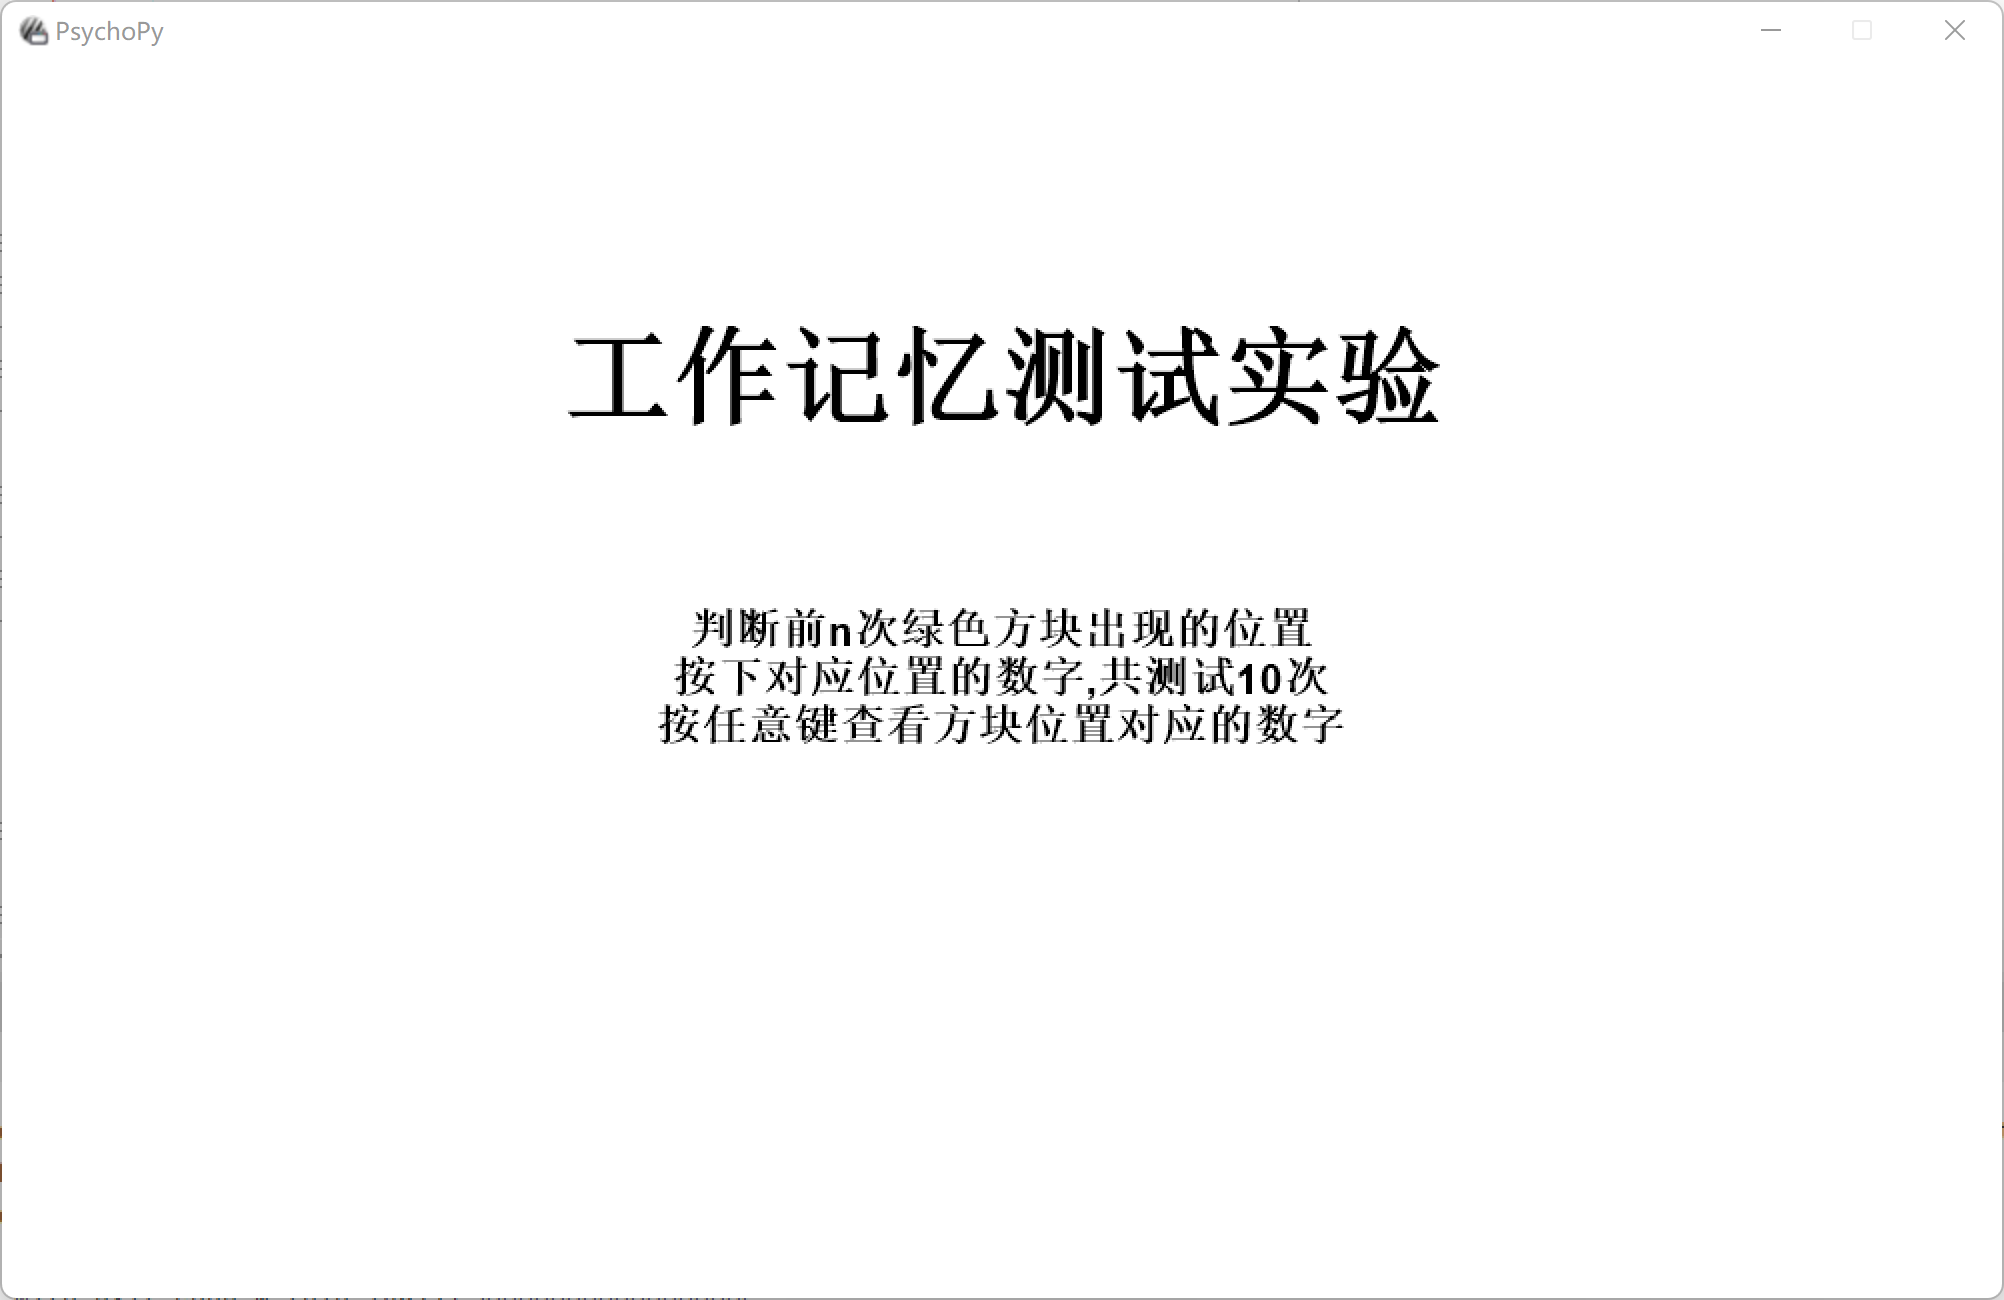 PsychoPy
工作记忆测试实验
判断前n次绿色方块出现的位置
按下对应位置的数字,共测试10次
按任意键查看方块位置对应的数字